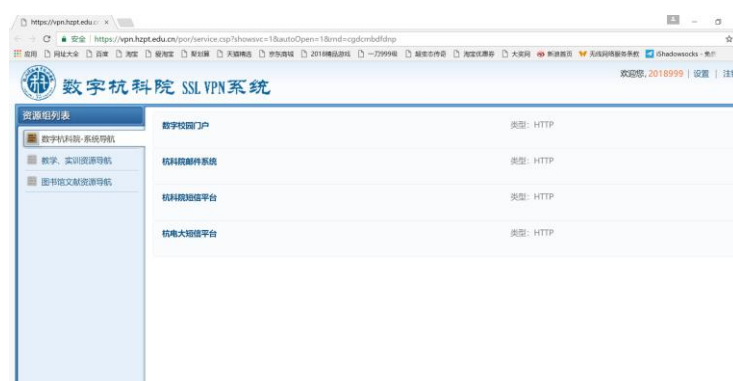 https://vpn.hzpt.edu.c
安全 | https://vpn.hzpt.edu.cn/por/service.csp?showsvc=1&autoOpen=1&rnd=cgdcmbdfdnp
应用 网址大全 百度 淘宝 爱淘宝 聚划算 天猫精选 京东商城 2018精品游戏 一刀999级 超变态传奇 淘宝优惠券 大麦网 新浪首页 无线网络服务条款 iShadowsocks - 免
数字杭科院 SSL VPN系统
欢迎您, 2018999 | 设置 | 注
资源组列表
数字杭科院-系统导航
教学、实训资源导航
图书馆文献资源导航
数字校园门户 类型: HTTP
杭科院邮件系统 类型: HTTP
杭科院短信平台 类型: HTTP
杭电大短信平台 类型: HTTP